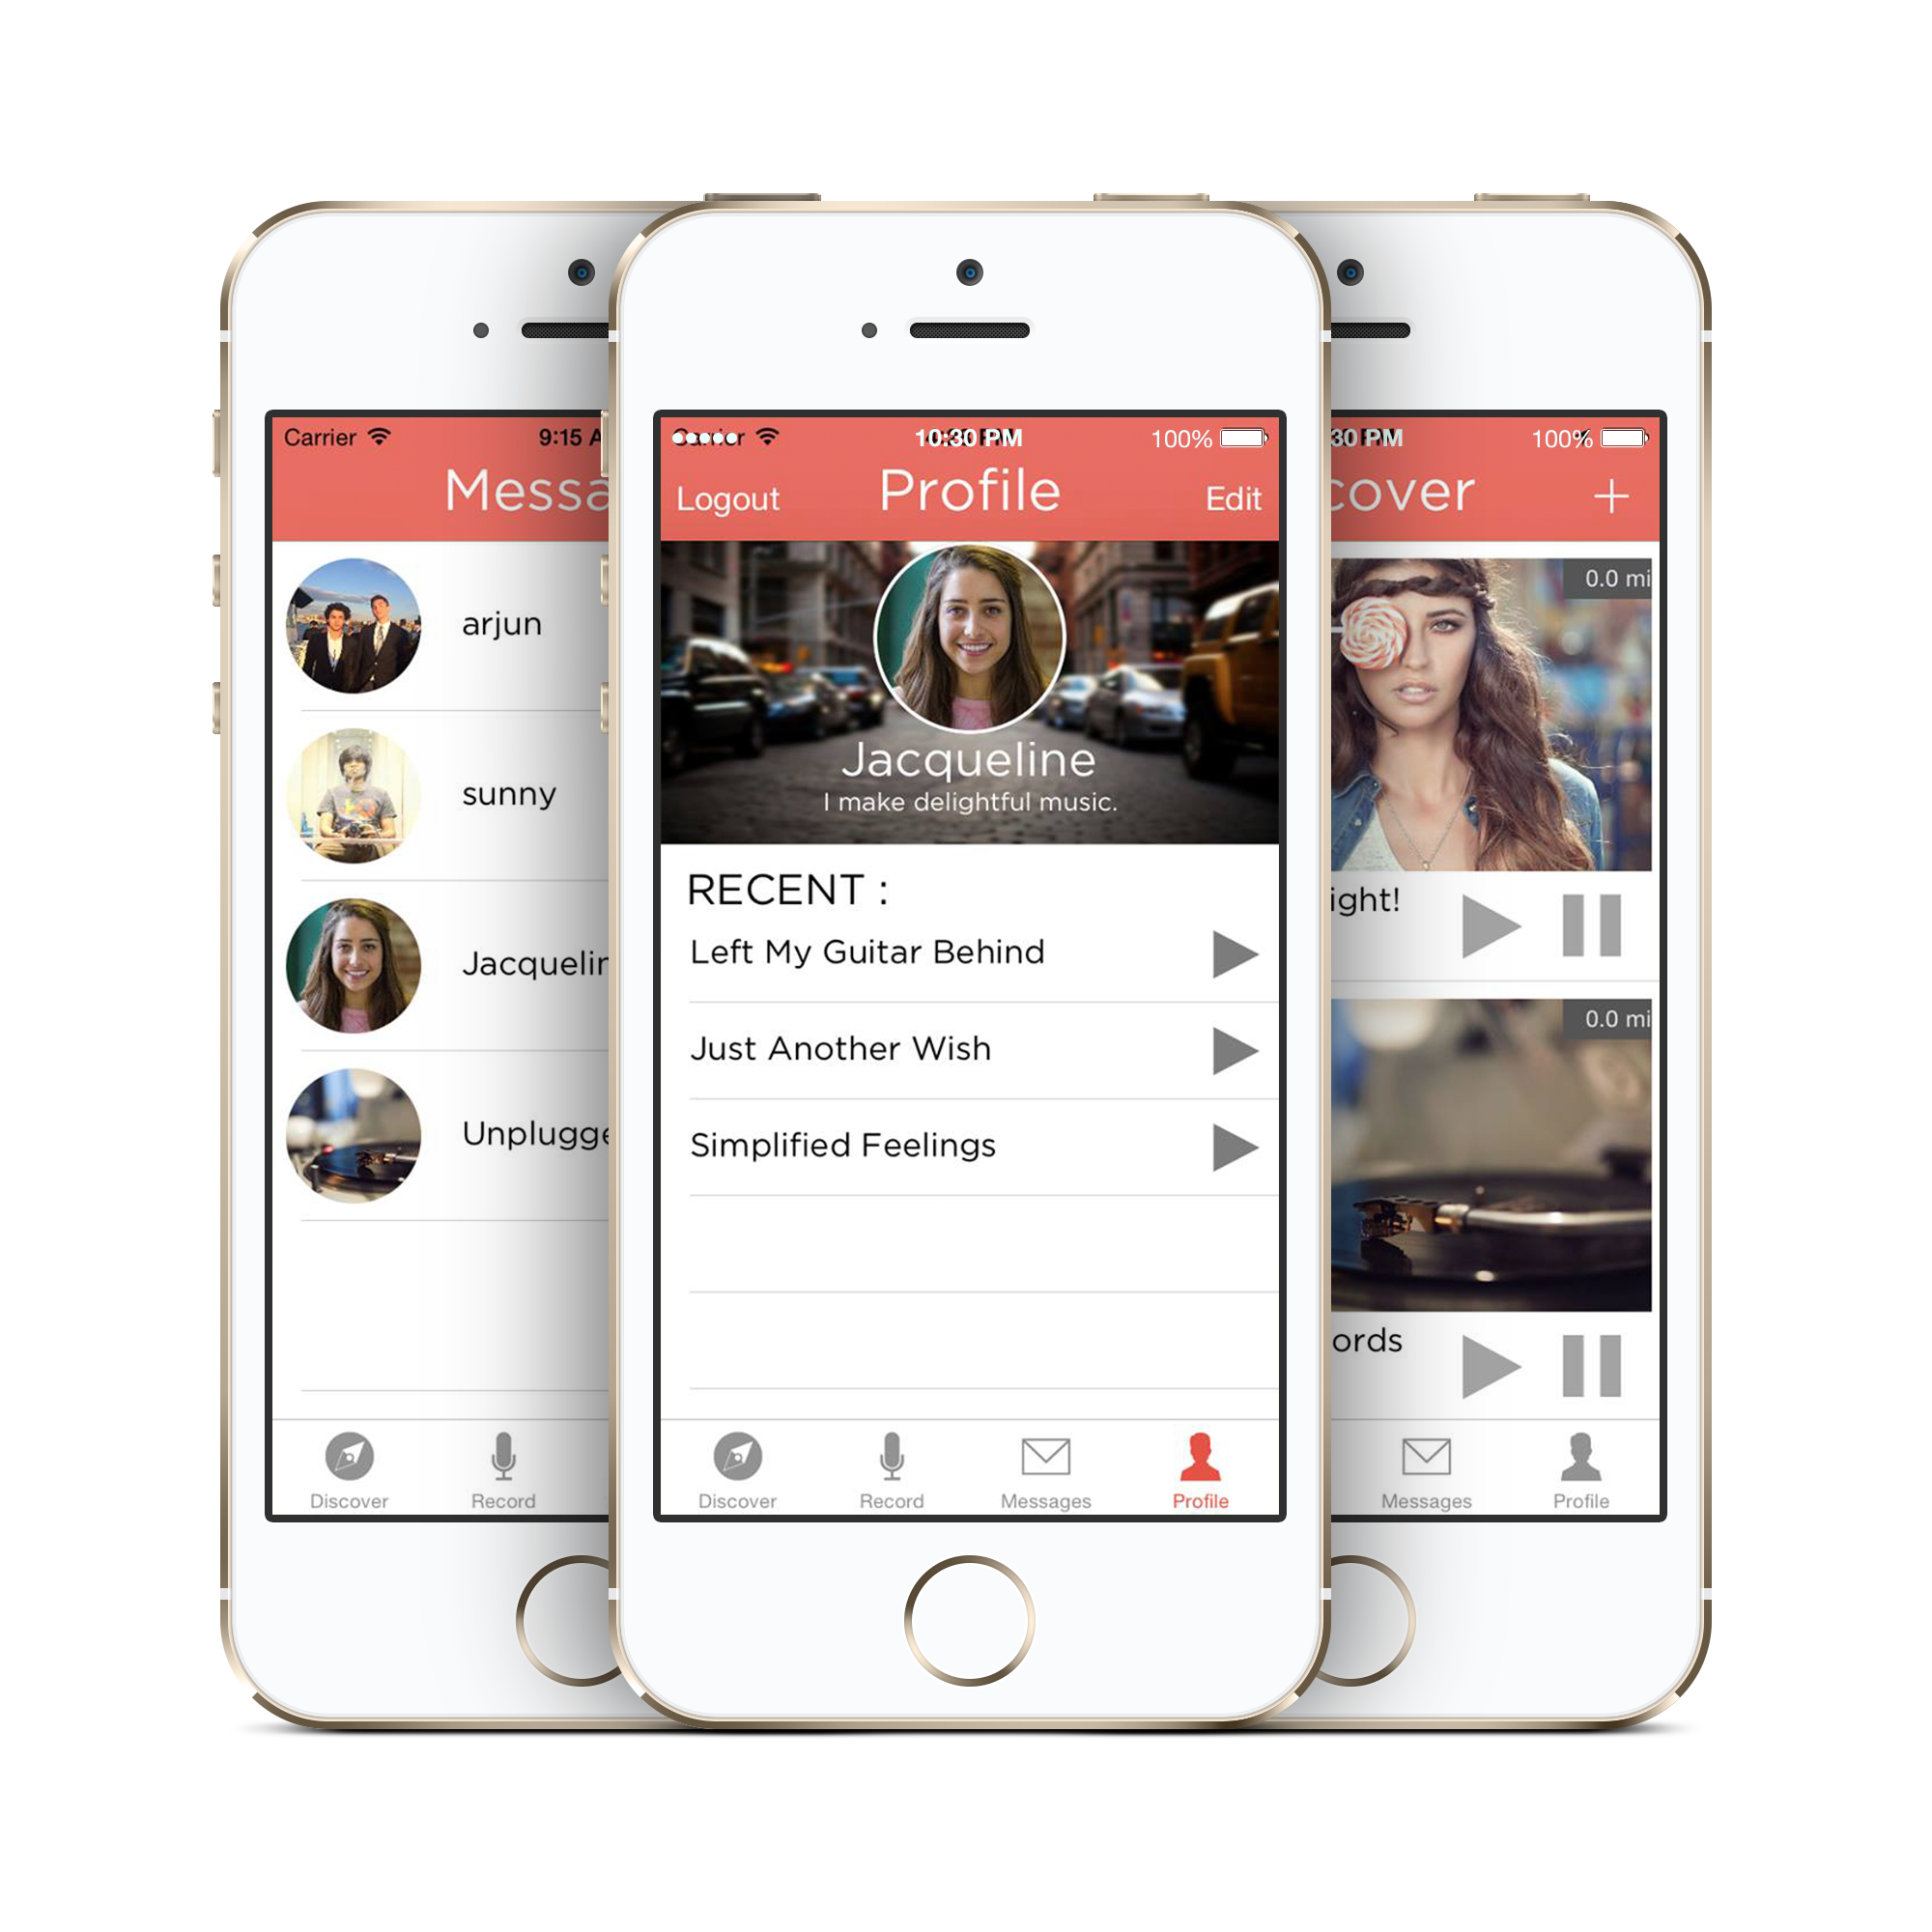 Carrier 9:15 A
Messa
arjun
sunny
Jacquelin
Unplugge
Discover Record
10:30 PM 100%
Logout Profile Edit
Jacqueline
I make delightful music.
RECENT :
Left My Guitar Behind
Just Another Wish
Simplified Feelings
Discover Record Messages Profile
30 PM 100%
cover +
0.0 mi
ight!
0.0 mi
ords
Messages Profile